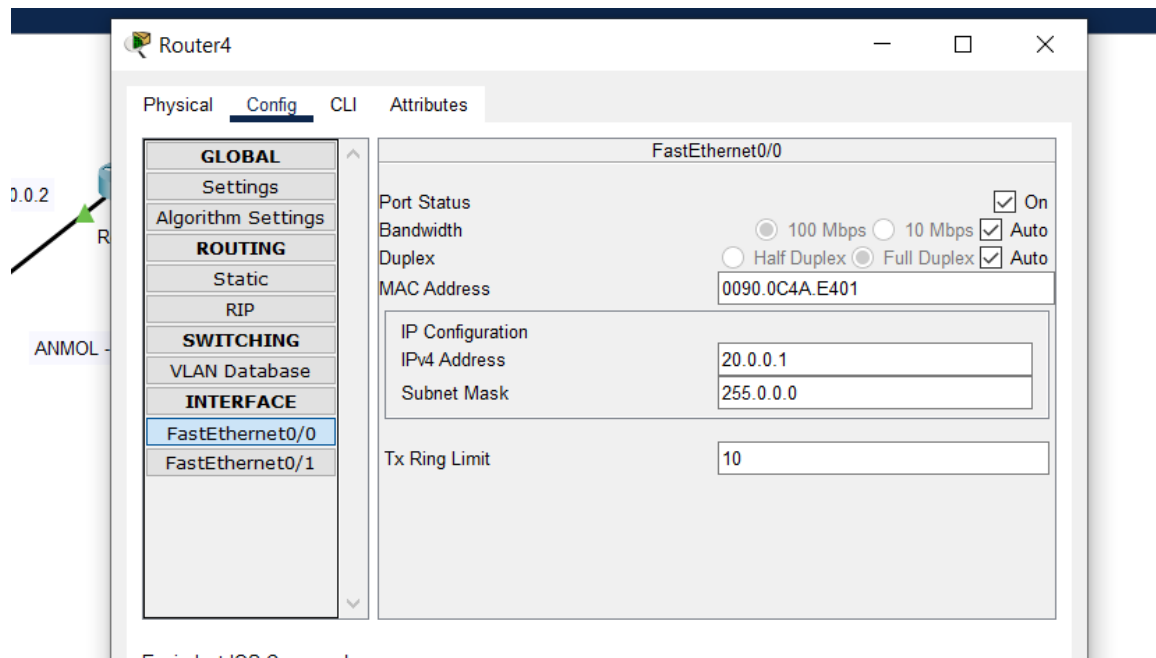 Router4
Physical Config CLI Attributes
GLOBAL
Settings
Algorithm Settings
ROUTING
Static
RIP
SWITCHING
VLAN Database
INTERFACE
FastEthernet0/0
FastEthernet0/1
FastEthernet0/0
Port Status On
Bandwidth 100 Mbps 10 Mbps Auto
Duplex Half Duplex Full Duplex Auto
MAC Address 0090.0C4A.E401
IP Configuration
IPv4 Address 20.0.0.1
Subnet Mask 255.0.0.0
Tx Ring Limit 10
0.0.2
R
ANMOL -